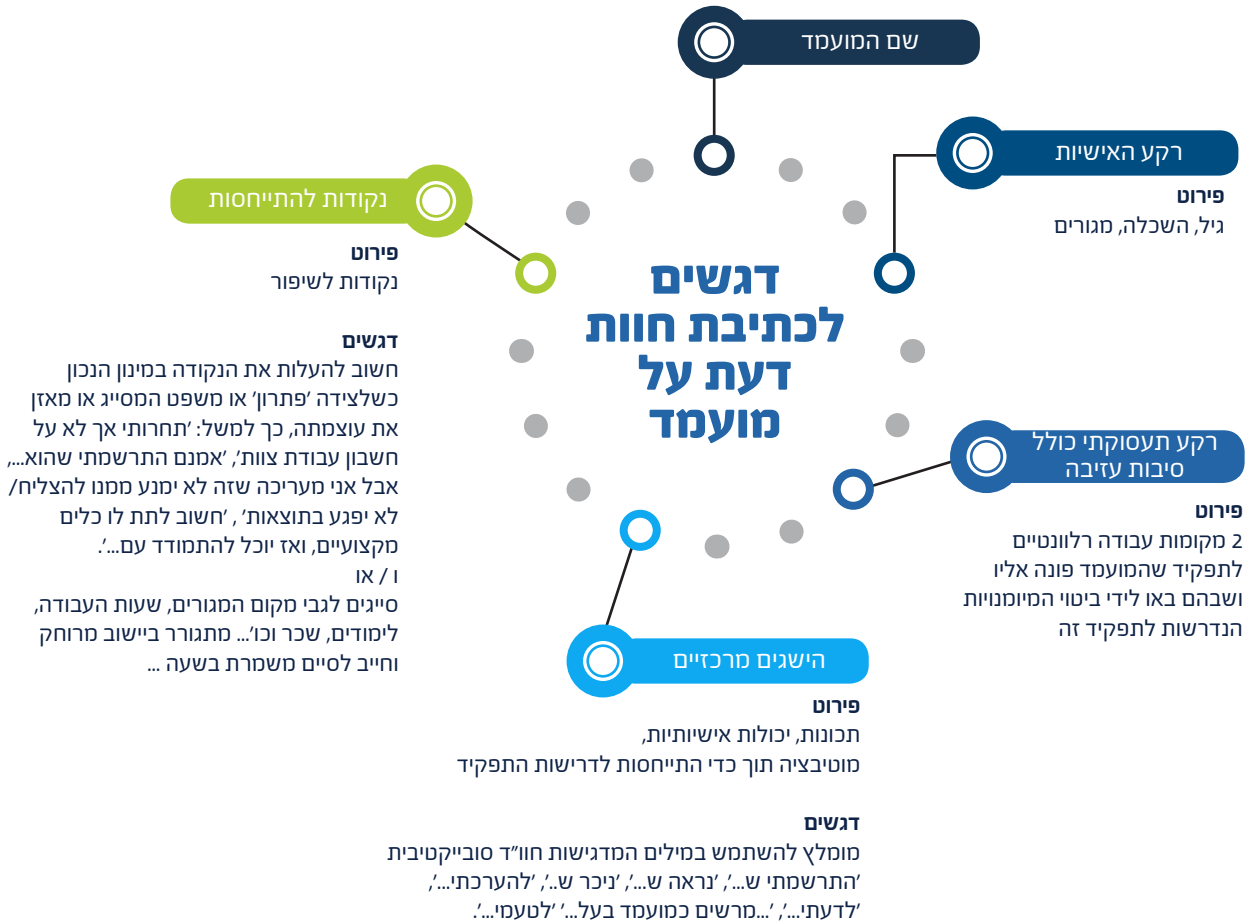 דגשים
לכתיבת חוות
דעת על
מועמד
שם המועמד
רקע האישיות
פירוט
גיל, השכלה, מגורים
רקע תעסוקתי כולל
סיבות עזיבה
פירוט
2 מקומות עבודה רלוונטיים
לתפקיד שהמועמד פונה אליו
ושבהם באו לידי ביטוי המיומנויות
הנדרשות לתפקיד זה
הישגים מרכזיים
פירוט
תכונות, יכולות אישיותיות,
מוטיבציה תוך כדי התייחסות לדרישות התפקיד
דגשים
מומלץ להשתמש במילים המדגישות חוו"ד סובייקטיבית
'התרשמתי ש...', 'נראה ש...', 'ניכר ש..', 'להערכתי...',
'לדעתי...', '...מרשים כמועמד בעל...' 'לטעמי...'.
נקודות להתייחסות
פירוט
נקודות לשיפור
דגשים
חשוב להעלות את הנקודה במינון הנכון
כשלצידה 'פתרון' או משפט המסייג או מאזן
את עוצמתה, כך למשל: 'תחרותי אך לא על
חשבון עבודת צוות', 'אמנם התרשמתי שהוא...,
אבל אני מעריכה שזה לא ימנע ממנו להצליח/
לא יפגע בתוצאות' , 'חשוב לתת לו כלים
מקצועיים, ואז יוכל להתמודד עם...'.
ו / או
סייגים לגבי מקום המגורים, שעות העבודה,
לימודים, שכר וכו'... מתגורר ביישוב מרוחק
וחייב לסיים משמרת בשעה ...